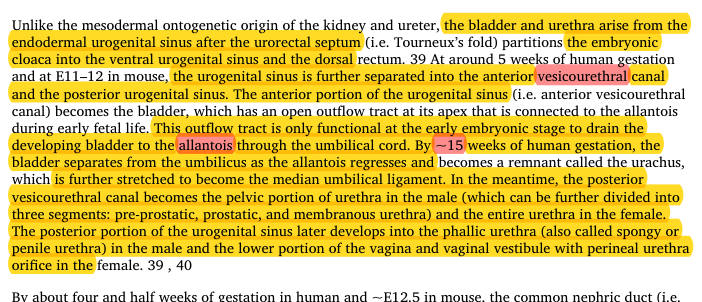 Unlike the mesodermal ontogenetic origin of the kidney and ureter, the bladder and urethra arise from the
endodermal urogenital sinus after the urorectal septum (i.e. Tourneux’s fold) partitions the embryonic
cloaca into the ventral urogenital sinus and the dorsal rectum. 39 At around 5 weeks of human gestation
and at E11–12 in mouse, the urogenital sinus is further separated into the anterior vesicourethral canal
and the posterior urogenital sinus. The anterior portion of the urogenital sinus (i.e. anterior vesicourethral
canal) becomes the bladder, which has an open outflow tract at its apex that is connected to the allantois
during early fetal life. This outflow tract is only functional at the early embryonic stage to drain the
developing bladder to the allantois through the umbilical cord. By ~15 weeks of human gestation, the
bladder separates from the umbilicus as the allantois regresses and becomes a remnant called the urachus,
which is further stretched to become the median umbilical ligament. In the meantime, the posterior
vesicourethral canal becomes the pelvic portion of urethra in the male (which can be further divided into
three segments: pre-prostatic, prostatic, and membranous urethra) and the entire urethra in the female.
The posterior portion of the urogenital sinus later develops into the phallic urethra (also called spongy or
penile urethra) in the male and the lower portion of the vagina and vaginal vestibule with perineal urethra
orifice in the female. 39 , 40
By about four and half weeks of gestation in human and ~E12.5 in mouse, the common nephric duct (i.e.